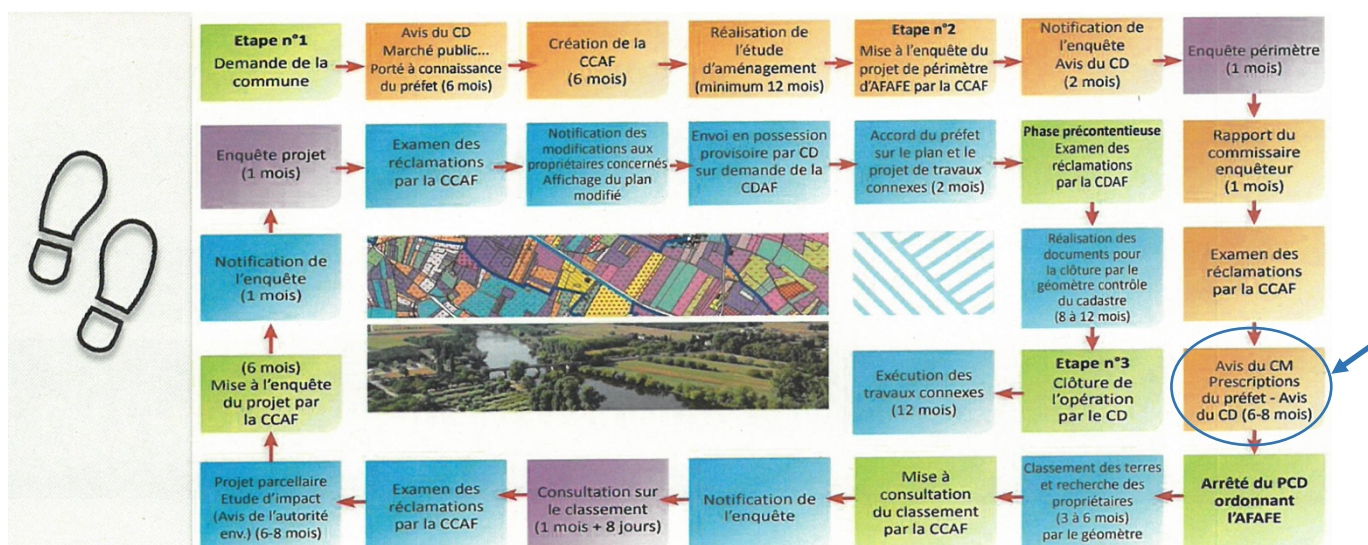 Etape n°1
Demande de la
commune
Avis du CD
Marché public...
Porté à connaissance
du préfet (6 mois)
Création de la
CCAF
(6 mois)
Réalisation de
l'étude
d'aménagement
(minimum 12 mois)
Etape n°2
Mise à l'enquête du
projet de périmètre
d'AFAFE par la CCAF
Notification de
l'enquête
Avis du CD
(2 mois)
Enquête périmètre
(1 mois)
Rapport du
commissaire
enquêteur
(1 mois)
Examen des
réclamations
par la CCAF
Avis du CM
Prescriptions
du préfet - Avis
du CD (6-8 mois)
Arrêté du PCD
ordonnant
l'AFAFE
Classement des terres
et recherche des
propriétaires
(3 à 6 mois)
par le géomètre
Mise à
consultation
du classement
par la CCAF
Notification
de l'enquête
Consultation sur
le classement
(1 mois + 8 jours)
Examen des
réclamations
par la CCAF
Projet parcellaire
Etude d'impact
(Avis de l'autorité
env.) (6-8 mois)
(6 mois)
Mise à l'enquête
du projet par
la CCAF
Notification de
l'enquête
(1 mois)
Enquête projet
(1 mois)
Examen des
réclamations
par la CCAF
Notification des
modifications aux
propriétaires concernés
Affichage du plan
modifié
Envoi en possession
provisoire par CD
sur demande de la
CDAF
Accord du préfet
sur le plan et le
projet de travaux
connexes (2 mois)
Phase précontentieuse
Examen des
réclamations
par la CDAF
Réalisation des
documents pour
la clôture par le
géomètre contrôle
du cadastre
(8 à 12 mois)
Etape n°3
Clôture de
l'opération
par le CD
Exécution des
travaux connexes
(12 mois)